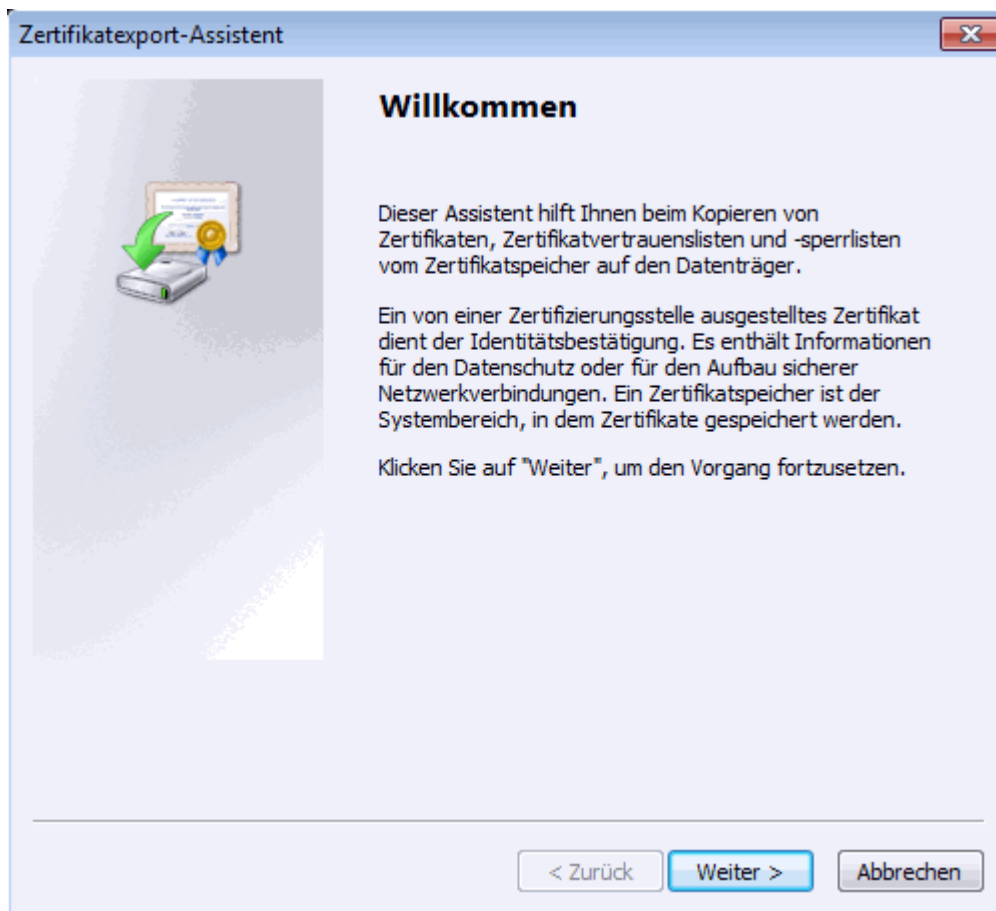 Zertifikatexport-Assistent
Willkommen
Dieser Assistent hilft Ihnen beim Kopieren von
Zertifikaten, Zertifikatvertrauenslisten und -sperrlisten
vom Zertifikatspeicher auf den Datenträger.
Ein von einer Zertifizierungsstelle ausgestelltes Zertifikat
dient der Identitätsbestätigung. Es enthält Informationen
für den Datenschutz oder für den Aufbau sicherer
Netzwerkverbindungen. Ein Zertifikatspeicher ist der
Systembereich, in dem Zertifikate gespeichert werden.
Klicken Sie auf "Weiter", um den Vorgang fortzusetzen.
< Zurück Weiter > Abbrechen